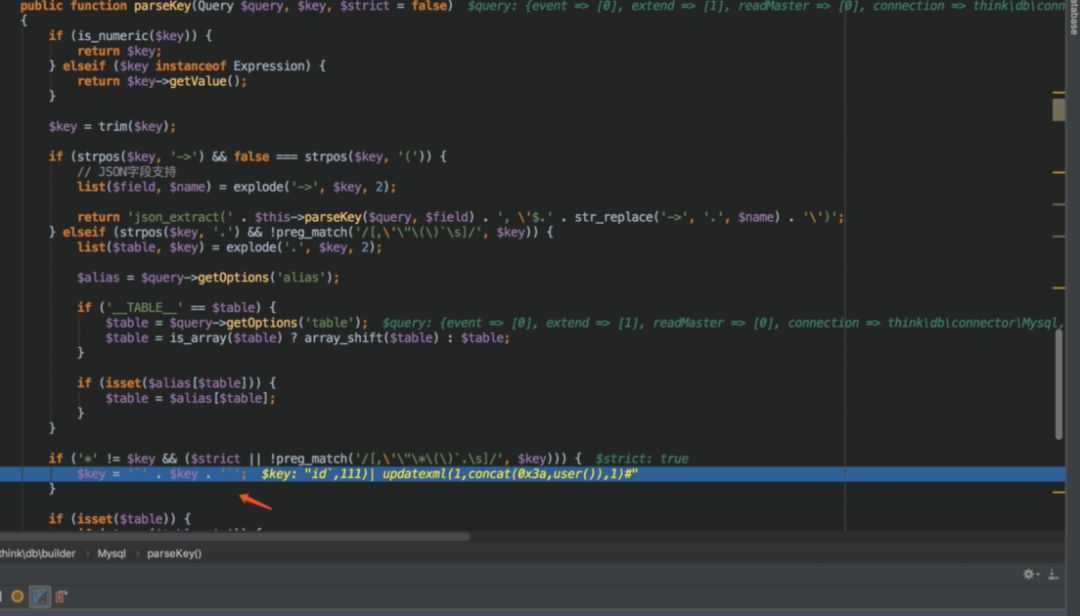 public function parseKey(Query $query, $key, $strict = false)  $query: {event => [0], extend => [1], readMaster => [0], connection => think\db\conn
{
if (is_numeric($key)) {
return $key;
} elseif ($key instanceof Expression) {
return $key->getValue();
}
$key = trim($key);
if (strpos($key, '->') && false === strpos($key, '(')) {
// JSON字段支持
list($field, $name) = explode('->', $key, 2);
return 'json_extract(' . $this->parseKey($query, $field) . ', \'$.' . str_replace('->', '.', $name) . '\')';
} elseif (strpos($key, '.') && !preg_match('/[,\'\"\(\)`\s]/', $key)) {
list($table, $key) = explode('.', $key, 2);
$alias = $query->getOptions('alias');
if ('__TABLE__' == $table) {
$table = $query->getOptions('table');  $query: {event => [0], extend => [1], readMaster => [0], connection => think\db\connector\Mysql,
$table = is_array($table) ? array_shift($table) : $table;
}
if (isset($alias[$table])) {
$table = $alias[$table];
}
}
if ('*' != $key && ($strict || !preg_match('/[,\'\"\*\(\)`.\s]/', $key))) {  $strict: true
$key = '`' . $key . '`';  $key: "id`,111)| updatexml(1,concat(0x3a,user()),1)#"
}
if (isset($table)) {
think\db\builder › Mysql › parseKey()
atabase